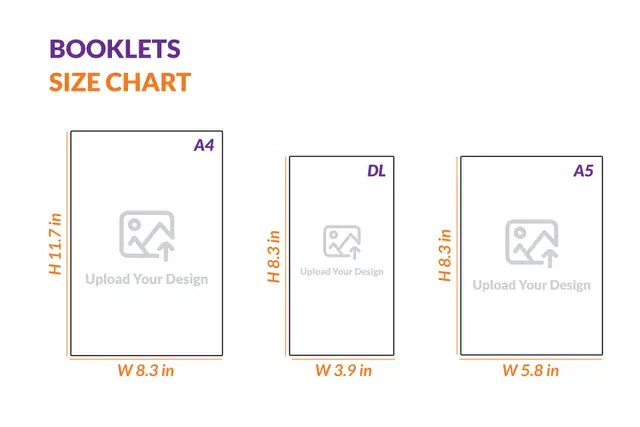 BOOKLETS
SIZE CHART
A4
H 11.7 in
Upload Your Design
W 8.3 in
DL
H 8.3 in
Upload Your Design
W 3.9 in
A5
H 8.3 in
Upload Your Design
W 5.8 in